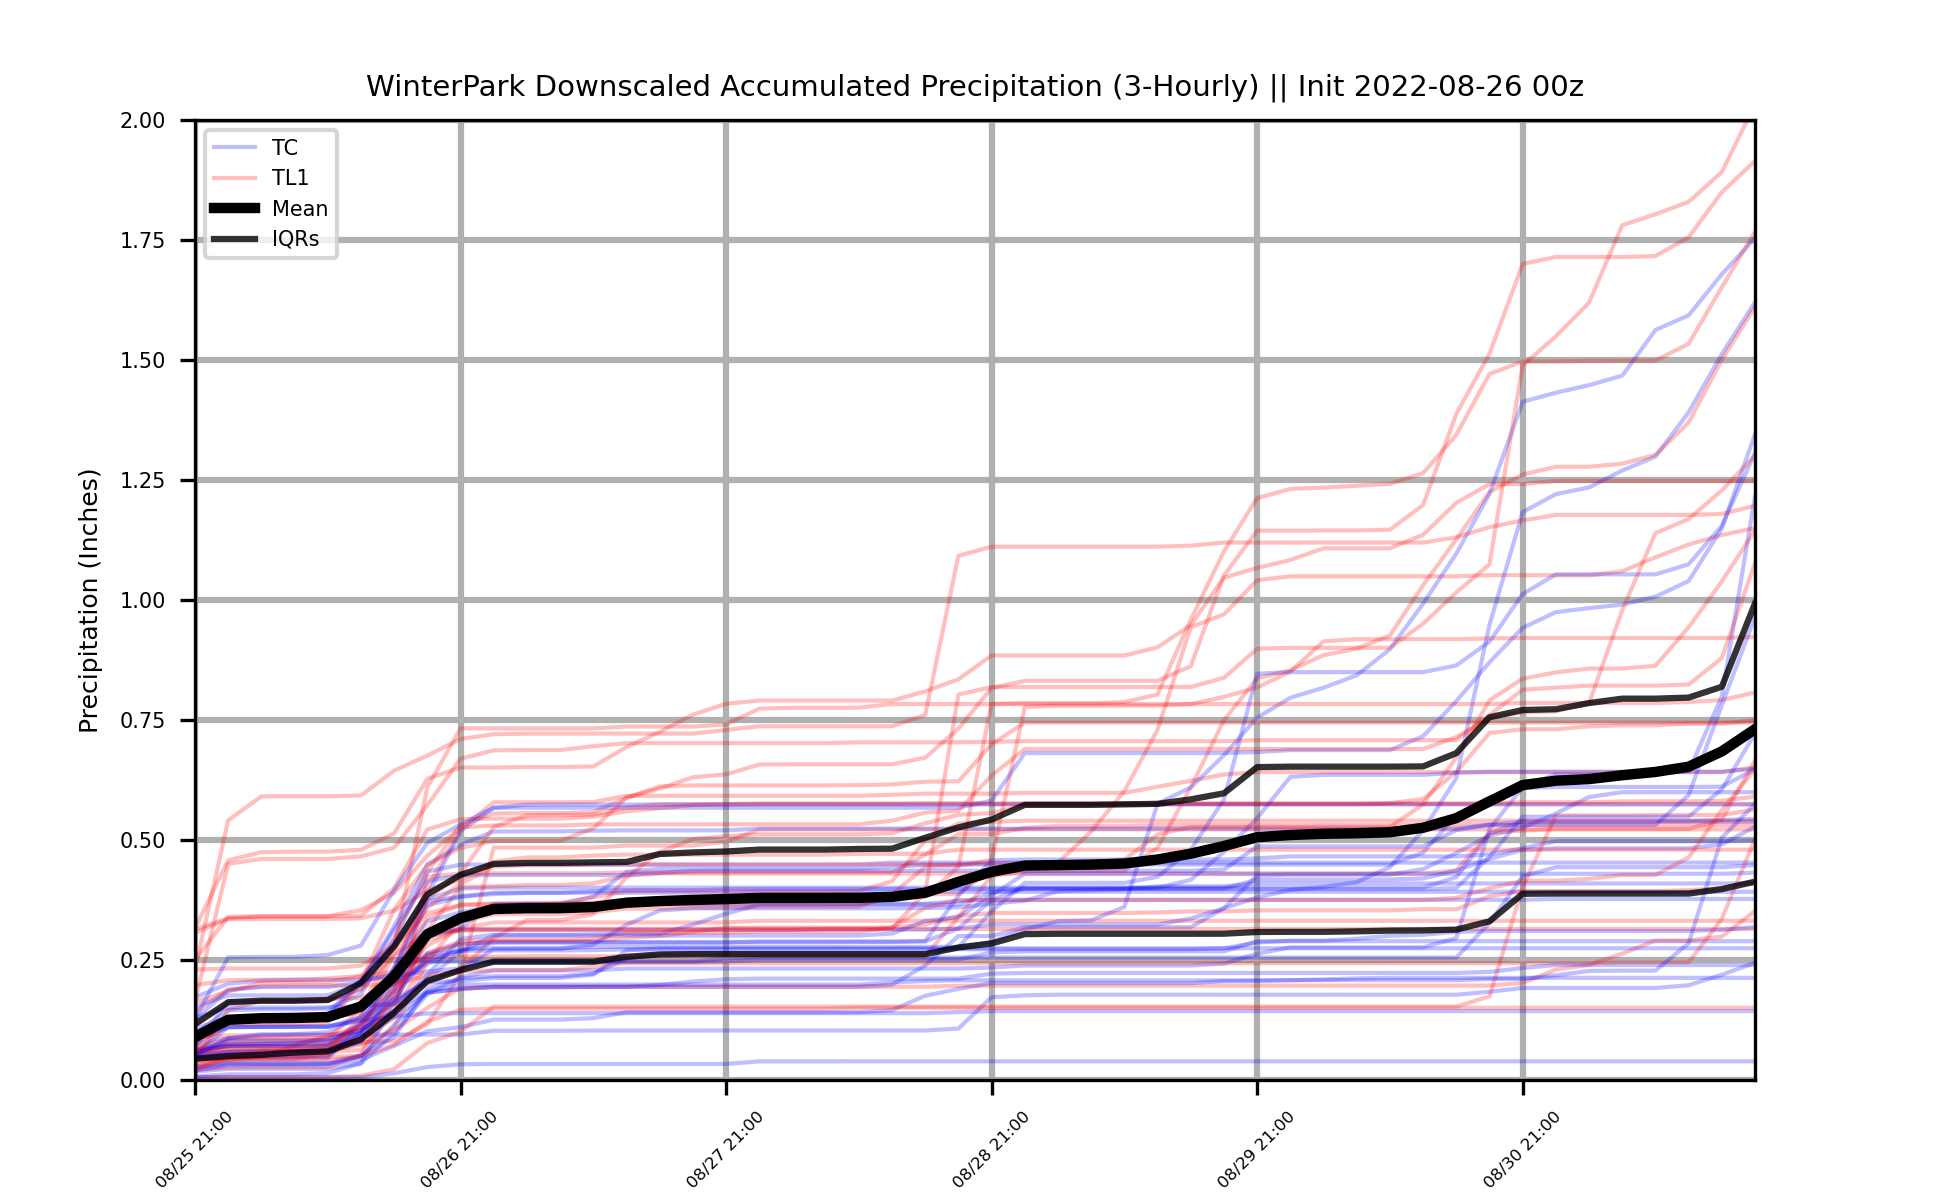 WinterPark Downscaled Accumulated Precipitation (3-Hourly) || Init 2022-08-26 00z
Precipitation (Inches)
2.00
1.75
1.50
1.25
1.00
0.75
0.50
0.25
0.00
TC
TL1
Mean
IQRs
08/25 21:00
08/26 21:00
08/27 21:00
08/28 21:00
08/29 21:00
08/30 21:00